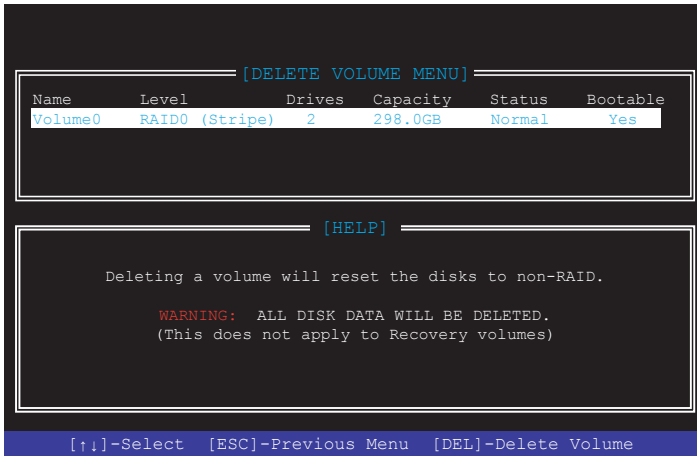 [DELETE VOLUME MENU]
Name Level Drives Capacity Status Bootable
Volume0 RAID0 (Stripe) 2 298.0GB Normal Yes
[HELP]
Deleting a volume will reset the disks to non-RAID.
WARNING: ALL DISK DATA WILL BE DELETED.
(This does not apply to Recovery volumes)
[↑↓]-Select [ESC]-Previous Menu [DEL]-Delete Volume